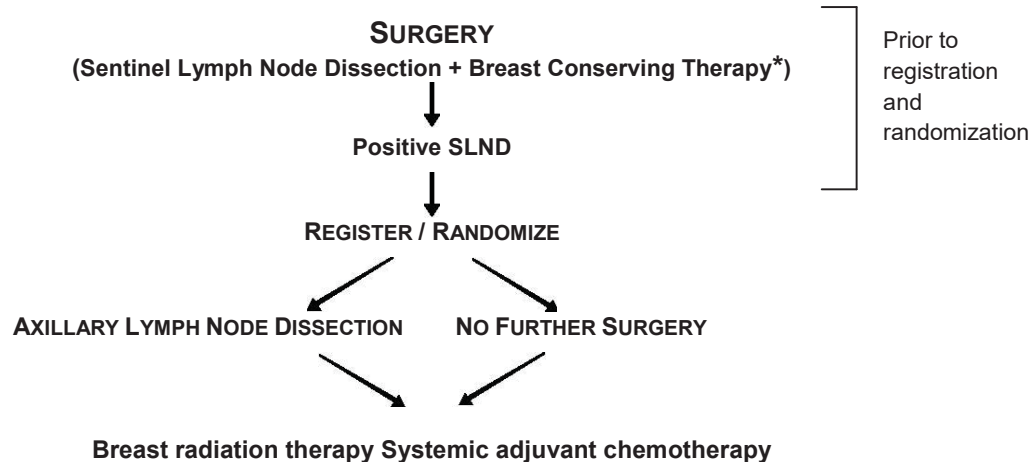 SURGERY
(Sentinel Lymph Node Dissection + Breast Conserving Therapy*)
Prior to
registration
and
randomization
Positive SLND
REGISTER / RANDOMIZE
AXILLARY LYMPH NODE DISSECTION
NO FURTHER SURGERY
Breast radiation therapy Systemic adjuvant chemotherapy